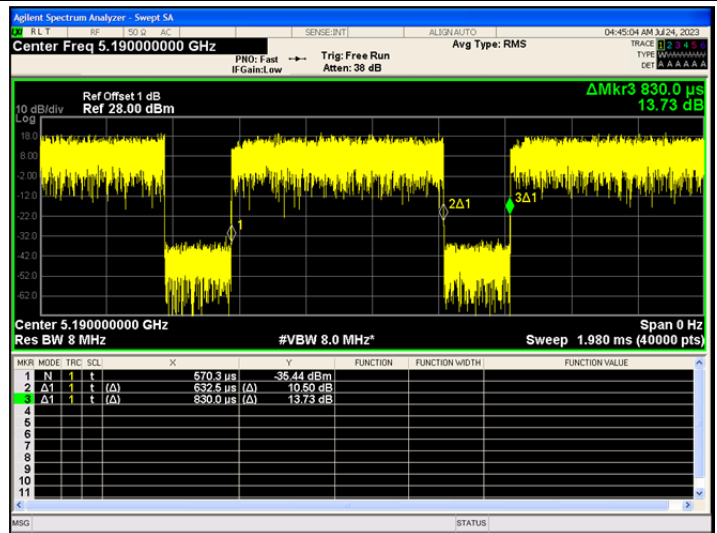 Agilent Spectrum Analyzer - Swept SA
RLT RF 50 Ω AC SENSE:INT ALIGNAUTO 04:45:04 AM Jul 24, 2023
Center Freq 5.190000000 GHz
PNO: Fast
IFGain:Low
Trig: Free Run
Atten: 38 dB
Avg Type: RMS
TRACE 1 2 3 4 5 6
TYPE
DET A A A A A A
ΔMkr3 830.0 µs
13.73 dB
Ref Offset 1 dB
10 dB/div Ref 28.00 dBm
Log
18.0
8.00
-2.00
-12.0
-22.0
-32.0
-42.0
-52.0
-62.0
1
2Δ1
3Δ1
Center 5.190000000 GHz Span 0 Hz
Res BW 8 MHz #VBW 8.0 MHz* Sweep 1.980 ms (40000 pts)
MKR MODE TRC SCL X Y FUNCTION FUNCTION WIDTH FUNCTION VALUE
1 N 1 t 570.3 µs -35.44 dBm
2 Δ1 1 t (Δ) 632.5 µs (Δ) 10.50 dB
3 Δ1 1 t (Δ) 830.0 µs (Δ) 13.73 dB
4
5
6
7
8
9
10
11
MSG STATUS